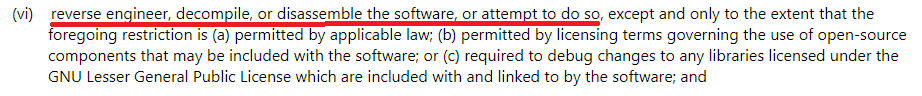 (vi) reverse engineer, decompile, or disassemble the software, or attempt to do so, except and only to the extent that the
foregoing restriction is (a) permitted by applicable law; (b) permitted by licensing terms governing the use of open-source
components that may be included with the software; or (c) required to debug changes to any libraries licensed under the
GNU Lesser General Public License which are included with and linked to by the software; and